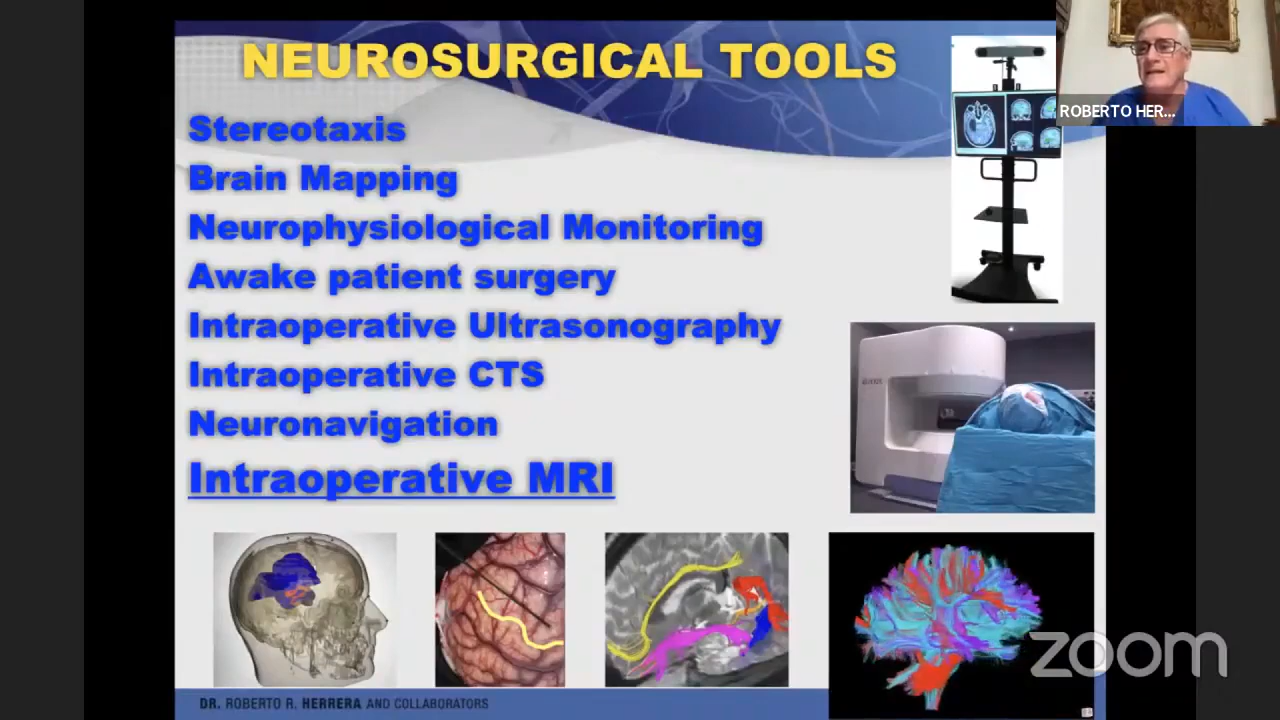 NEUROSURGICAL TOOLS
ROBERTO HER...
Stereotaxis
Brain Mapping
Neurophysiological Monitoring
Awake patient surgery
Intraoperative Ultrasonography
Intraoperative CTS
Neuronavigation
Intraoperative MRI
zoom
DR. ROBERTO R. HERRERA AND COLLABORATORS